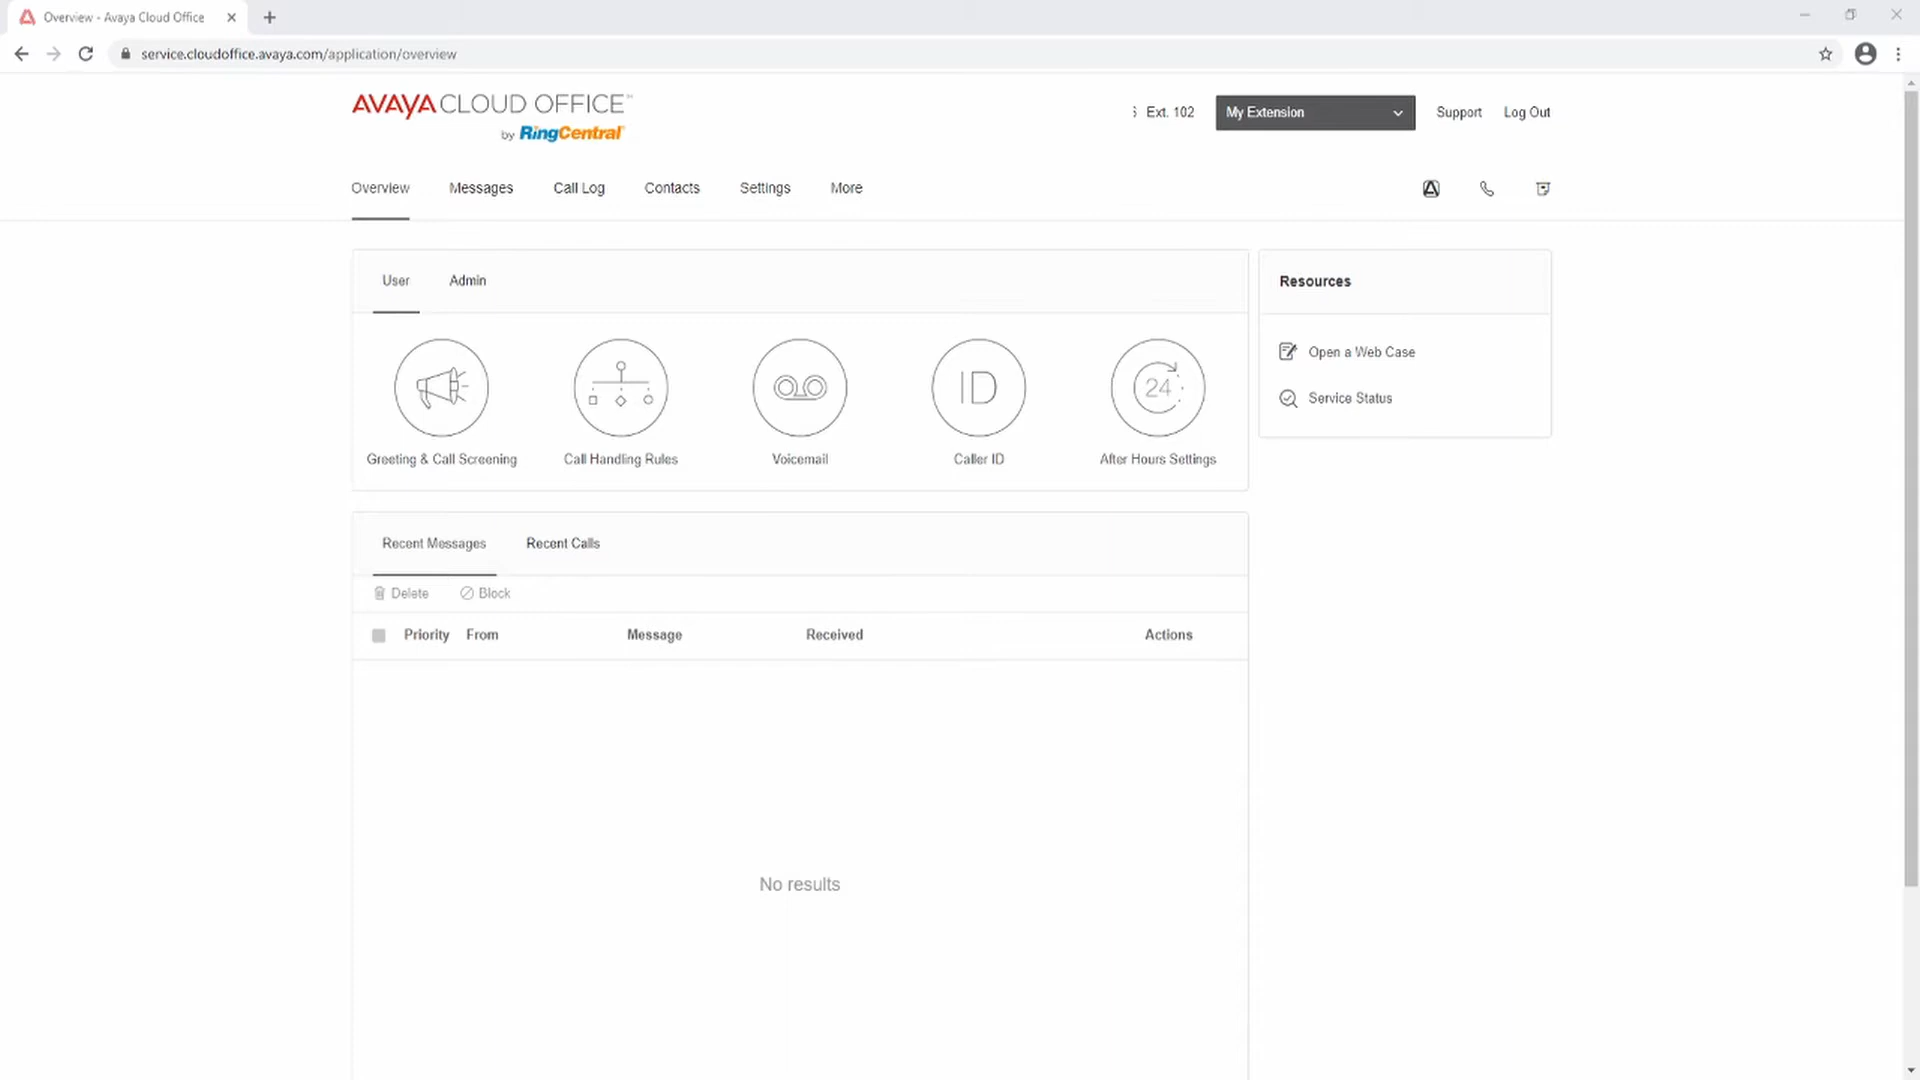 Overview - Avaya Cloud Office
service.cloudoffice.avaya.com/application/overview
AVAYA CLOUD OFFICE™
by RingCentral
Ext. 102
My Extension
Support
Log Out
Overview
Messages
Call Log
Contacts
Settings
More
User
Admin
Greeting & Call Screening
Call Handling Rules
Voicemail
ID
Caller ID
24
After Hours Settings
Resources
Open a Web Case
Service Status
Recent Messages
Recent Calls
Delete
Block
Priority
From
Message
Received
Actions
No results